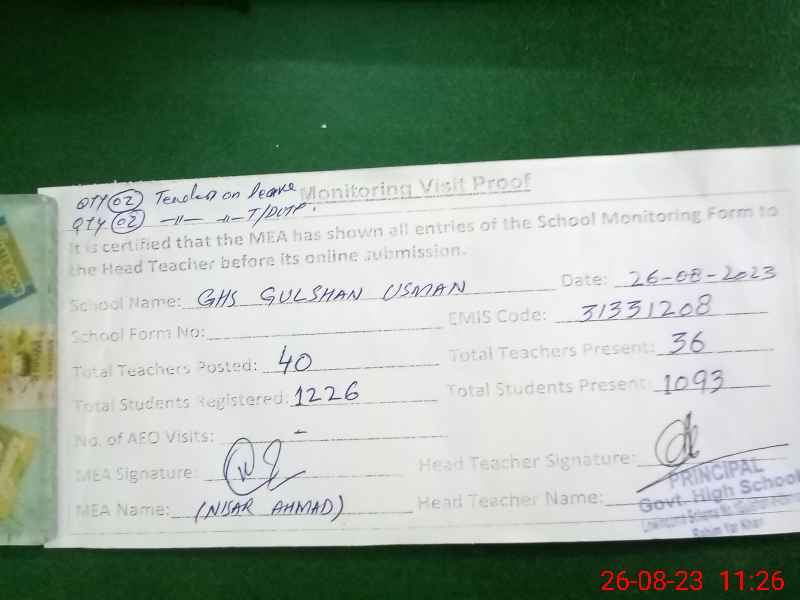 QTY (02) Teacher on leave
Monitoring Visit Proof
QTY (02) -11- -11- T/DUTY.
It is certified that the MEA has shown all entries of the School Monitoring Form to
the Head Teacher before its online submission.
School Name: GHS GULSHAN USMAN Date: 26-08-2023
School Form No: EMIS Code: 31331208
Total Teachers Posted: 40 Total Teachers Present: 36
Total Students Registered: 1226 Total Students Present: 1093
No. of AEO Visits: -
MEA Signature: Head Teacher Signature:
MEA Name: (NISAR AHMAD) Head Teacher Name:
PRINCIPAL
Govt. High School
Rahim Yar Khan
26-08-23 11:26